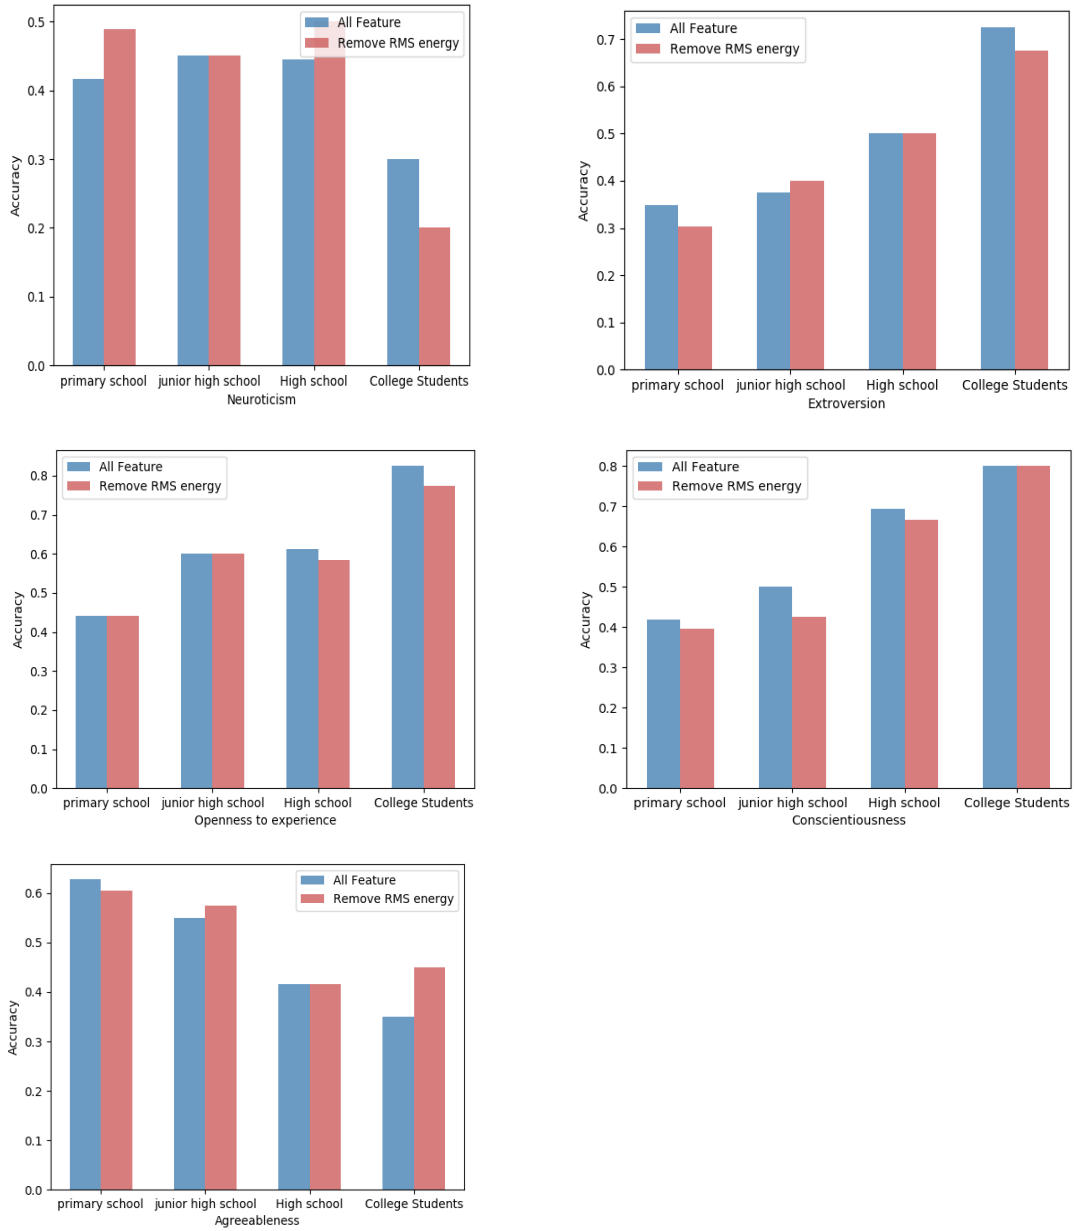 0.5
0.4
0.3
0.2
0.1
0.0
Accuracy
All Feature
Remove RMS energy
primary school junior high school High school College Students
Neuroticism
0.7
0.6
0.5
0.4
0.3
0.2
0.1
0.0
Accuracy
All Feature
Remove RMS energy
primary school junior high school High school College Students
Extroversion
0.8
0.7
0.6
0.5
0.4
0.3
0.2
0.1
0.0
Accuracy
All Feature
Remove RMS energy
primary school junior high school High school College Students
Openness to experience
0.8
0.7
0.6
0.5
0.4
0.3
0.2
0.1
0.0
Accuracy
All Feature
Remove RMS energy
primary school junior high school High school College Students
Conscientiousness
0.6
0.5
0.4
0.3
0.2
0.1
0.0
Accuracy
All Feature
Remove RMS energy
primary school junior high school High school College Students
Agreeableness